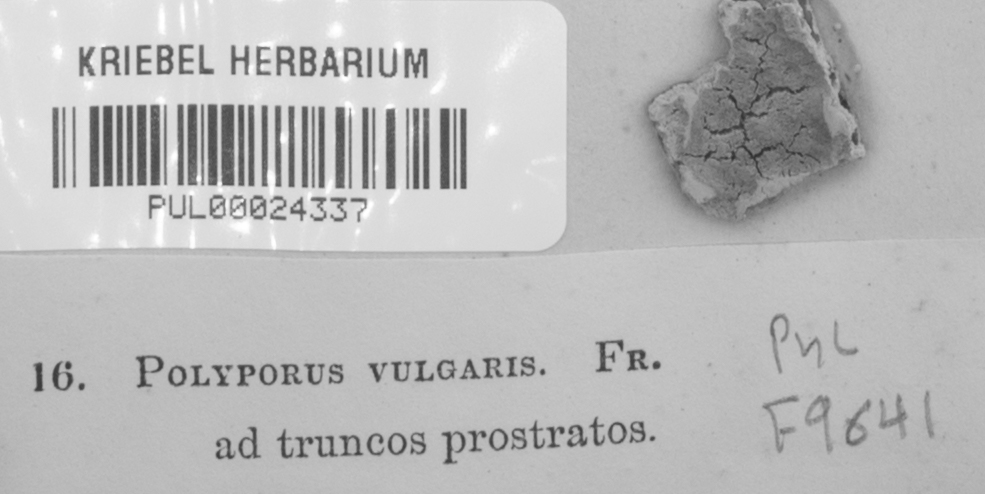 KRIEBEL HERBARIUM
PUL00024337
16. POLYPORUS VULGARIS. FR.
ad truncos prostratos.
PUL
F9641